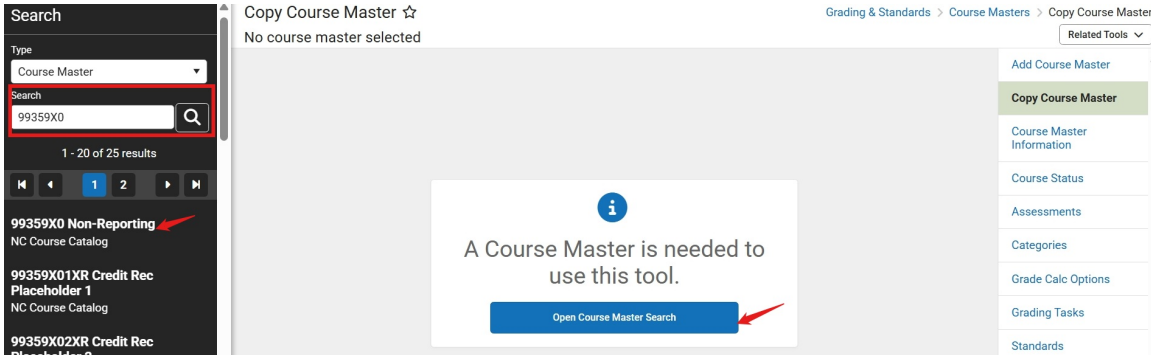 Search
Type
Course Master
Search
99359X0
1 - 20 of 25 results
1 2
99359X0 Non-Reporting
NC Course Catalog
99359X01XR Credit Rec
Placeholder 1
NC Course Catalog
99359X02XR Credit Rec
Copy Course Master
No course master selected
Grading & Standards > Course Masters > Copy Course Master
Related Tools
A Course Master is needed to
use this tool.
Open Course Master Search
Add Course Master
Copy Course Master
Course Master
Information
Course Status
Assessments
Categories
Grade Calc Options
Grading Tasks
Standards